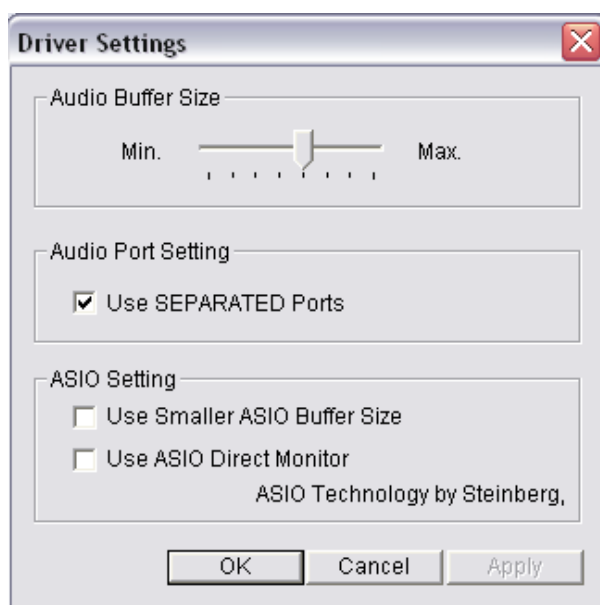 Driver Settings
Audio Buffer Size
Min. Max.
Audio Port Setting
Use SEPARATED Ports
ASIO Setting
Use Smaller ASIO Buffer Size
Use ASIO Direct Monitor
ASIO Technology by Steinberg,
OK Cancel Apply